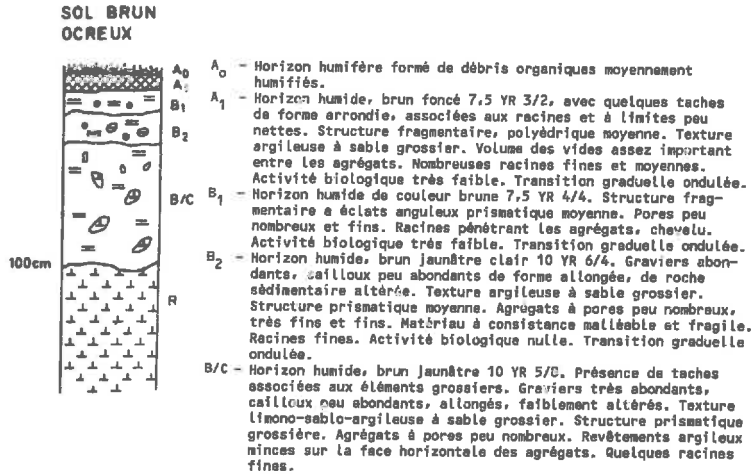 SOL BRUN
OCREUX
A₀
A₁
B₁
B₂
B/C
100cm
R
A₀ - Horizon humifère formé de débris organiques moyennement
humifiés.
A₁ - Horizon humide, brun foncé 7,5 YR 3/2, avec quelques taches
de forme arrondie, associées aux racines et à limites peu
nettes. Structure fragmentaire, polyèdrique moyenne. Texture
argileuse à sable grossier. Volume des vides assez important
entre les agrégats. Nombreuses racines fines et moyennes.
Activité biologique très faible. Transition graduelle ondulée.
B₁ - Horizon humide de couleur brune 7,5 YR 4/4. Structure frag-
mentaire a éclats anguleux prismatique moyenne. Pores peu
nombreux et fins. Racines pénétrant les agrégats, chevelu.
Activité biologique très faible. Transition graduelle ondulée.
B₂ - Horizon humide, brun jaunâtre clair 10 YR 6/4. Graviers abon-
dants, cailloux peu abondants de forme allongée, de roche
sédimentaire altérée. Texture argileuse à sable grossier.
Structure prismatique moyenne. Agrégats à pores peu nombreux,
très fins et fins. Matériau à consistance malléable et fragile.
Racines fines. Activité biologique nulle. Transition graduelle
ondulée.
B/C - Horizon humide, brun jaunâtre 10 YR Présence de taches
associées aux éléments grossiers. Graviers très abondants,
cailloux peu abondants, allongés, faiblement altérés. Texture
limono-sablo-argileuse à sable grossier. Structure prismatique
grossière. Agrégats à pores peu nombreux. Revêtements argileux
minces sur la face horizontale des agrégats. Quelques racines
fines.